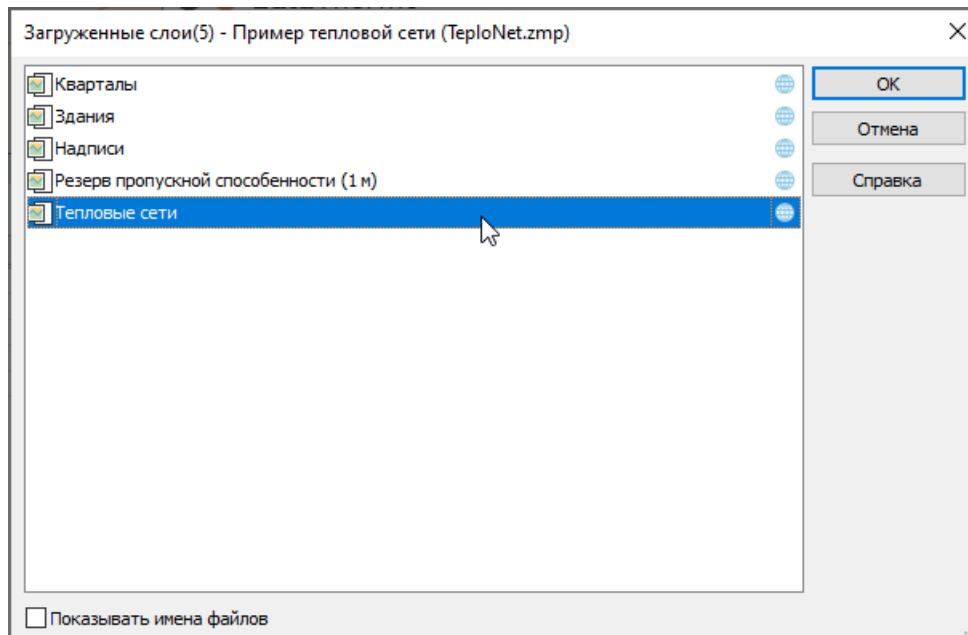 Загруженные слои(5) - Пример тепловой сети (TeploNet.zmp)
Кварталы
Здания
Надписи
Резерв пропускной способенности (1 м)
Тепловые сети
ОК
Отмена
Справка
Показывать имена файлов